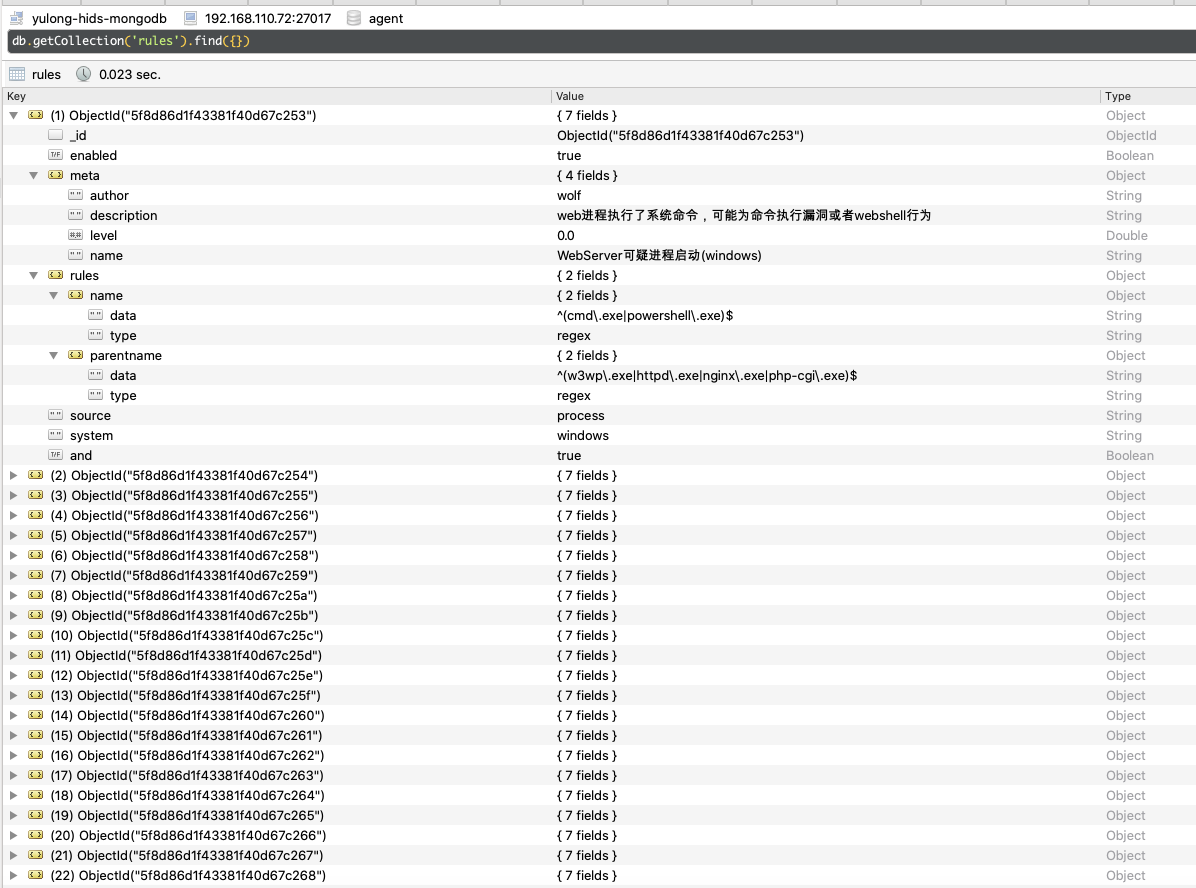 yulong-hids-mongodb 192.168.110.72:27017 agent
db.getCollection('rules').find({})
rules 0.023 sec.
Key Value Type
(1) ObjectId("5f8d86d1f43381f40d67c253") { 7 fields } Object
_id ObjectId("5f8d86d1f43381f40d67c253") ObjectId
T/F enabled true Boolean
meta { 4 fields } Object
" " author wolf String
" " description web进程执行了系统命令，可能为命令执行漏洞或者webshell行为 String
## level 0.0 Double
" " name WebServer可疑进程启动(windows) String
rules { 2 fields } Object
name { 2 fields } Object
" " data ^(cmd\.exe|powershell\.exe)$ String
" " type regex String
parentname { 2 fields } Object
" " data ^(w3wp\.exe|httpd\.exe|nginx\.exe|php-cgi\.exe)$ String
" " type regex String
" " source process String
" " system windows String
T/F and true Boolean
(2) ObjectId("5f8d86d1f43381f40d67c254") { 7 fields } Object
(3) ObjectId("5f8d86d1f43381f40d67c255") { 7 fields } Object
(4) ObjectId("5f8d86d1f43381f40d67c256") { 7 fields } Object
(5) ObjectId("5f8d86d1f43381f40d67c257") { 7 fields } Object
(6) ObjectId("5f8d86d1f43381f40d67c258") { 7 fields } Object
(7) ObjectId("5f8d86d1f43381f40d67c259") { 7 fields } Object
(8) ObjectId("5f8d86d1f43381f40d67c25a") { 7 fields } Object
(9) ObjectId("5f8d86d1f43381f40d67c25b") { 7 fields } Object
(10) ObjectId("5f8d86d1f43381f40d67c25c") { 7 fields } Object
(11) ObjectId("5f8d86d1f43381f40d67c25d") { 7 fields } Object
(12) ObjectId("5f8d86d1f43381f40d67c25e") { 7 fields } Object
(13) ObjectId("5f8d86d1f43381f40d67c25f") { 7 fields } Object
(14) ObjectId("5f8d86d1f43381f40d67c260") { 7 fields } Object
(15) ObjectId("5f8d86d1f43381f40d67c261") { 7 fields } Object
(16) ObjectId("5f8d86d1f43381f40d67c262") { 7 fields } Object
(17) ObjectId("5f8d86d1f43381f40d67c263") { 7 fields } Object
(18) ObjectId("5f8d86d1f43381f40d67c264") { 7 fields } Object
(19) ObjectId("5f8d86d1f43381f40d67c265") { 7 fields } Object
(20) ObjectId("5f8d86d1f43381f40d67c266") { 7 fields } Object
(21) ObjectId("5f8d86d1f43381f40d67c267") { 7 fields } Object
(22) ObjectId("5f8d86d1f43381f40d67c268") { 7 fields } Object